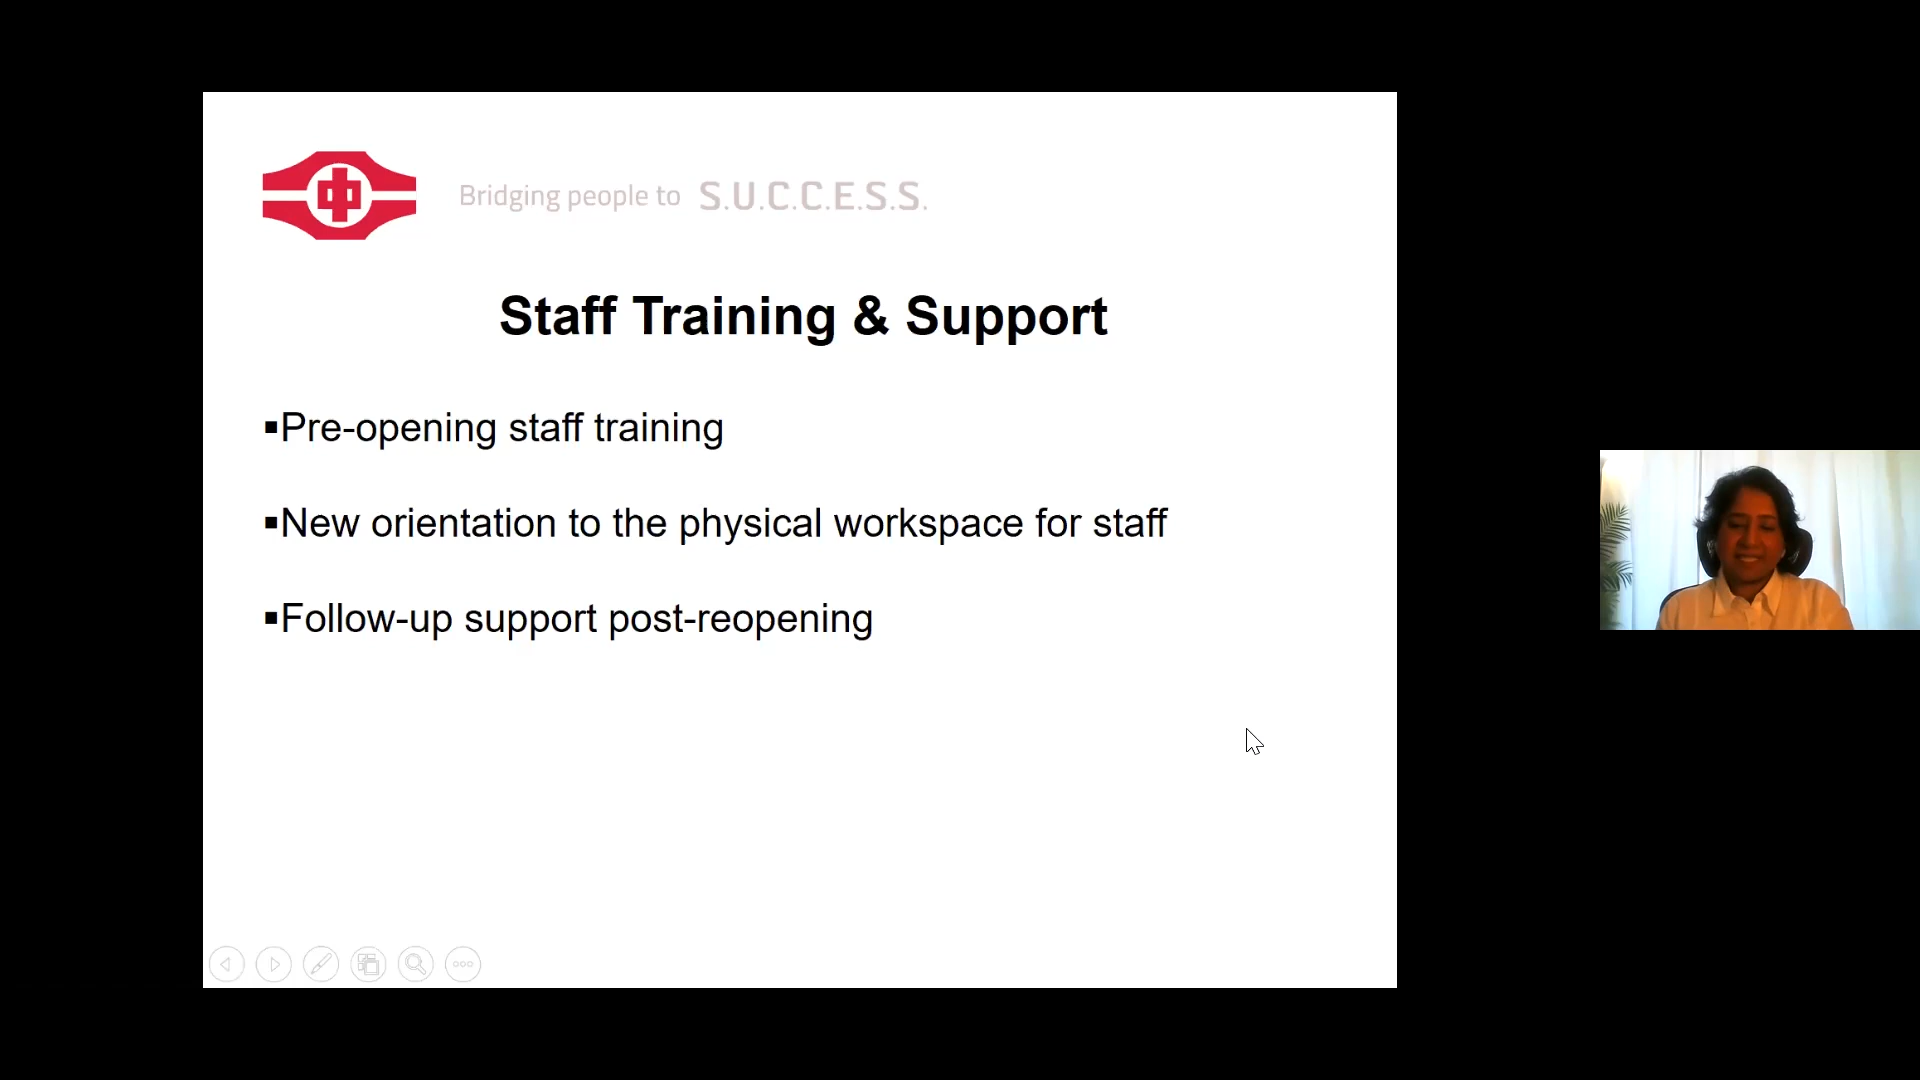 中
Bridging people to S.U.C.C.E.S.S.
Staff Training & Support
▪Pre-opening staff training
▪New orientation to the physical workspace for staff
▪Follow-up support post-reopening